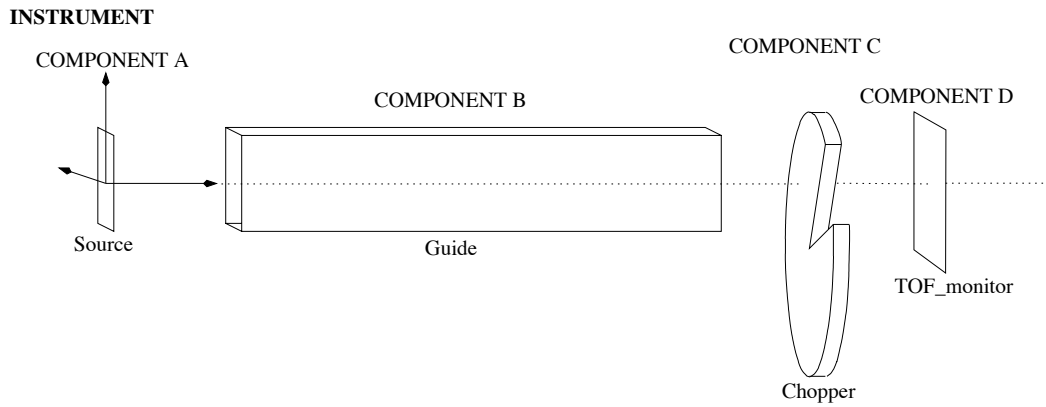 INSTRUMENT
COMPONENT A
COMPONENT B
COMPONENT C
COMPONENT D
Source
Guide
TOF_monitor
Chopper